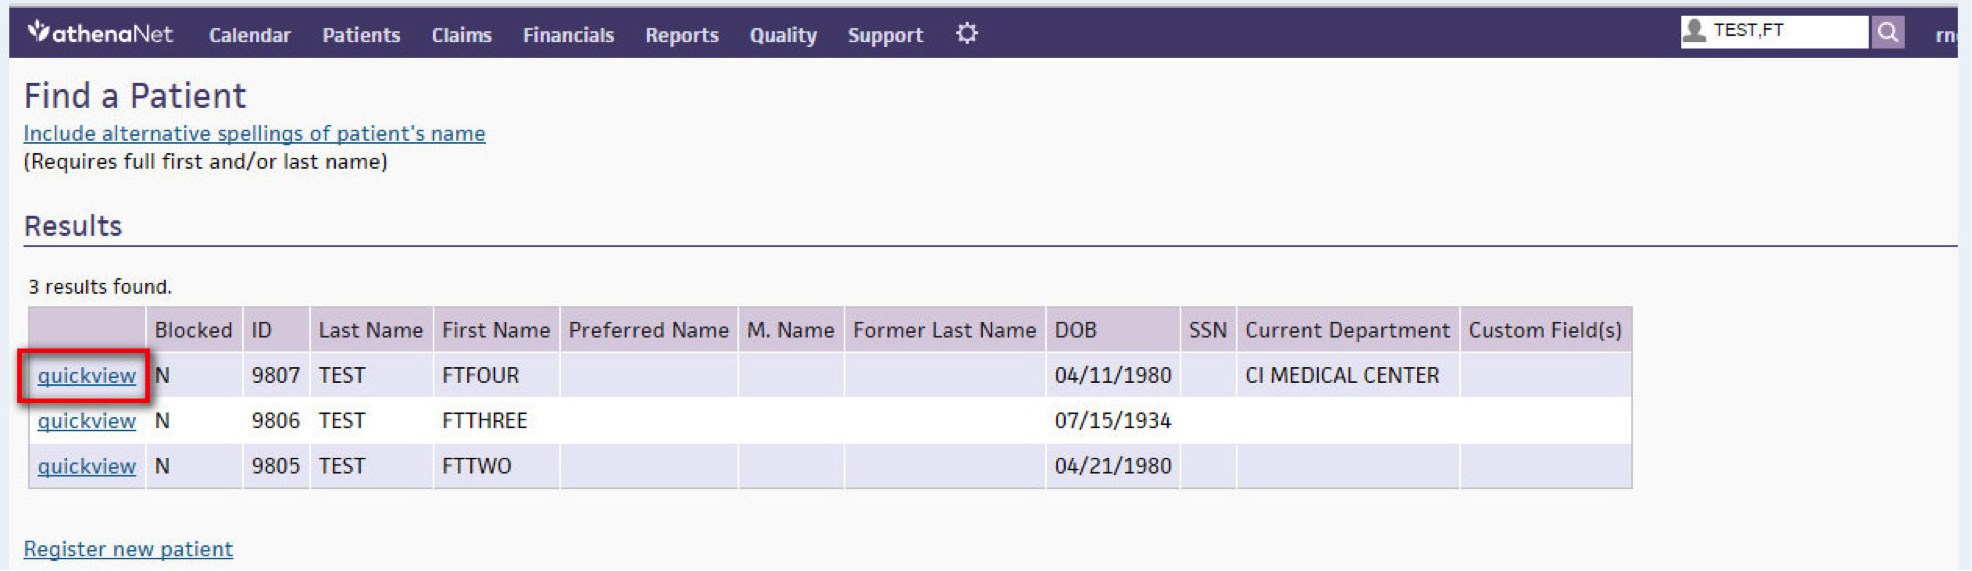 athenaNet Calendar Patients Claims Financials Reports Quality Support TEST,FT
Find a Patient
Include alternative spellings of patient's name
(Requires full first and/or last name)
Results
3 results found.
Blocked ID Last Name First Name Preferred Name M. Name Former Last Name DOB SSN Current Department Custom Field(s)
quickview N 9807 TEST FTFOUR 04/11/1980 CI MEDICAL CENTER
quickview N 9806 TEST FTTHREE 07/15/1934
quickview N 9805 TEST FTTWO 04/21/1980
Register new patient